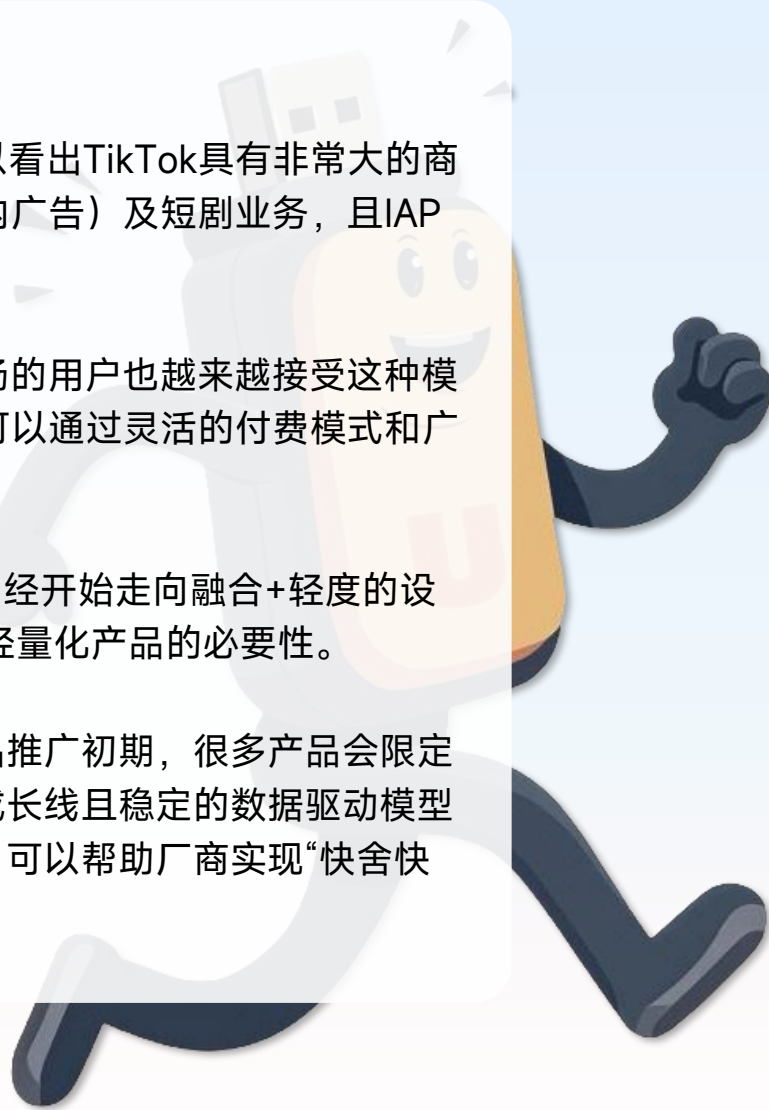 以看出TikTok具有非常大的商
内广告）及短剧业务，且IAP
场的用户也越来越接受这种模
可以通过灵活的付费模式和广
经开始走向融合+轻度的设
轻量化产品的必要性。
品推广初期，很多产品会限定
成长线且稳定的数据驱动模型
可以帮助厂商实现“快舍快
U